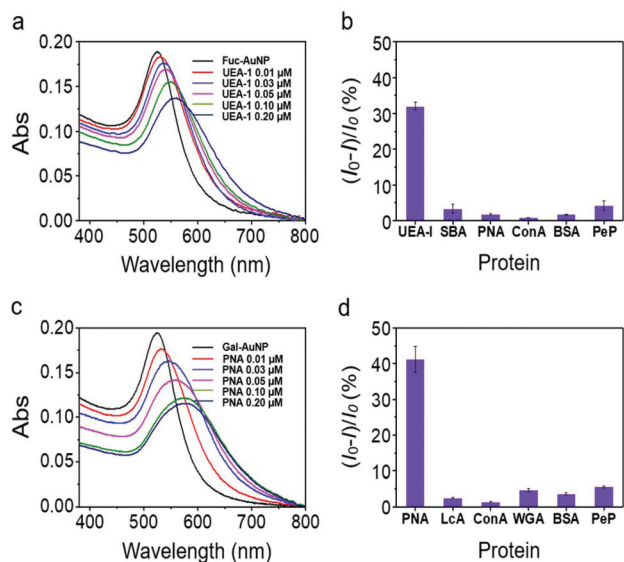 a
Abs
0.20
0.15
0.10
0.05
0.00
400 500 600 700 800
Wavelength (nm)
Fuc-AuNP
UEA-1 0.01 µM
UEA-1 0.03 µM
UEA-1 0.05 µM
UEA-1 0.10 µM
UEA-1 0.20 µM
b
(I0-I)/I0 (%)
50
40
30
20
10
0
UEA-I SBA PNA ConA BSA PeP
Protein
c
Abs
0.20
0.15
0.10
0.05
0.00
400 500 600 700 800
Wavelength (nm)
Gal-AuNP
PNA 0.01 µM
PNA 0.03 µM
PNA 0.05 µM
PNA 0.10 µM
PNA 0.20 µM
d
(I0-I)/I0 (%)
50
40
30
20
10
0
PNA LcA ConA WGA BSA PeP
Protein